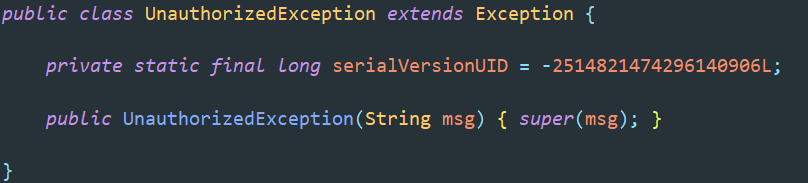 public class UnauthorizedException extends Exception {
private static final long serialVersionUID = -2514821474296140906L;
public UnauthorizedException(String msg) { super(msg); }
}